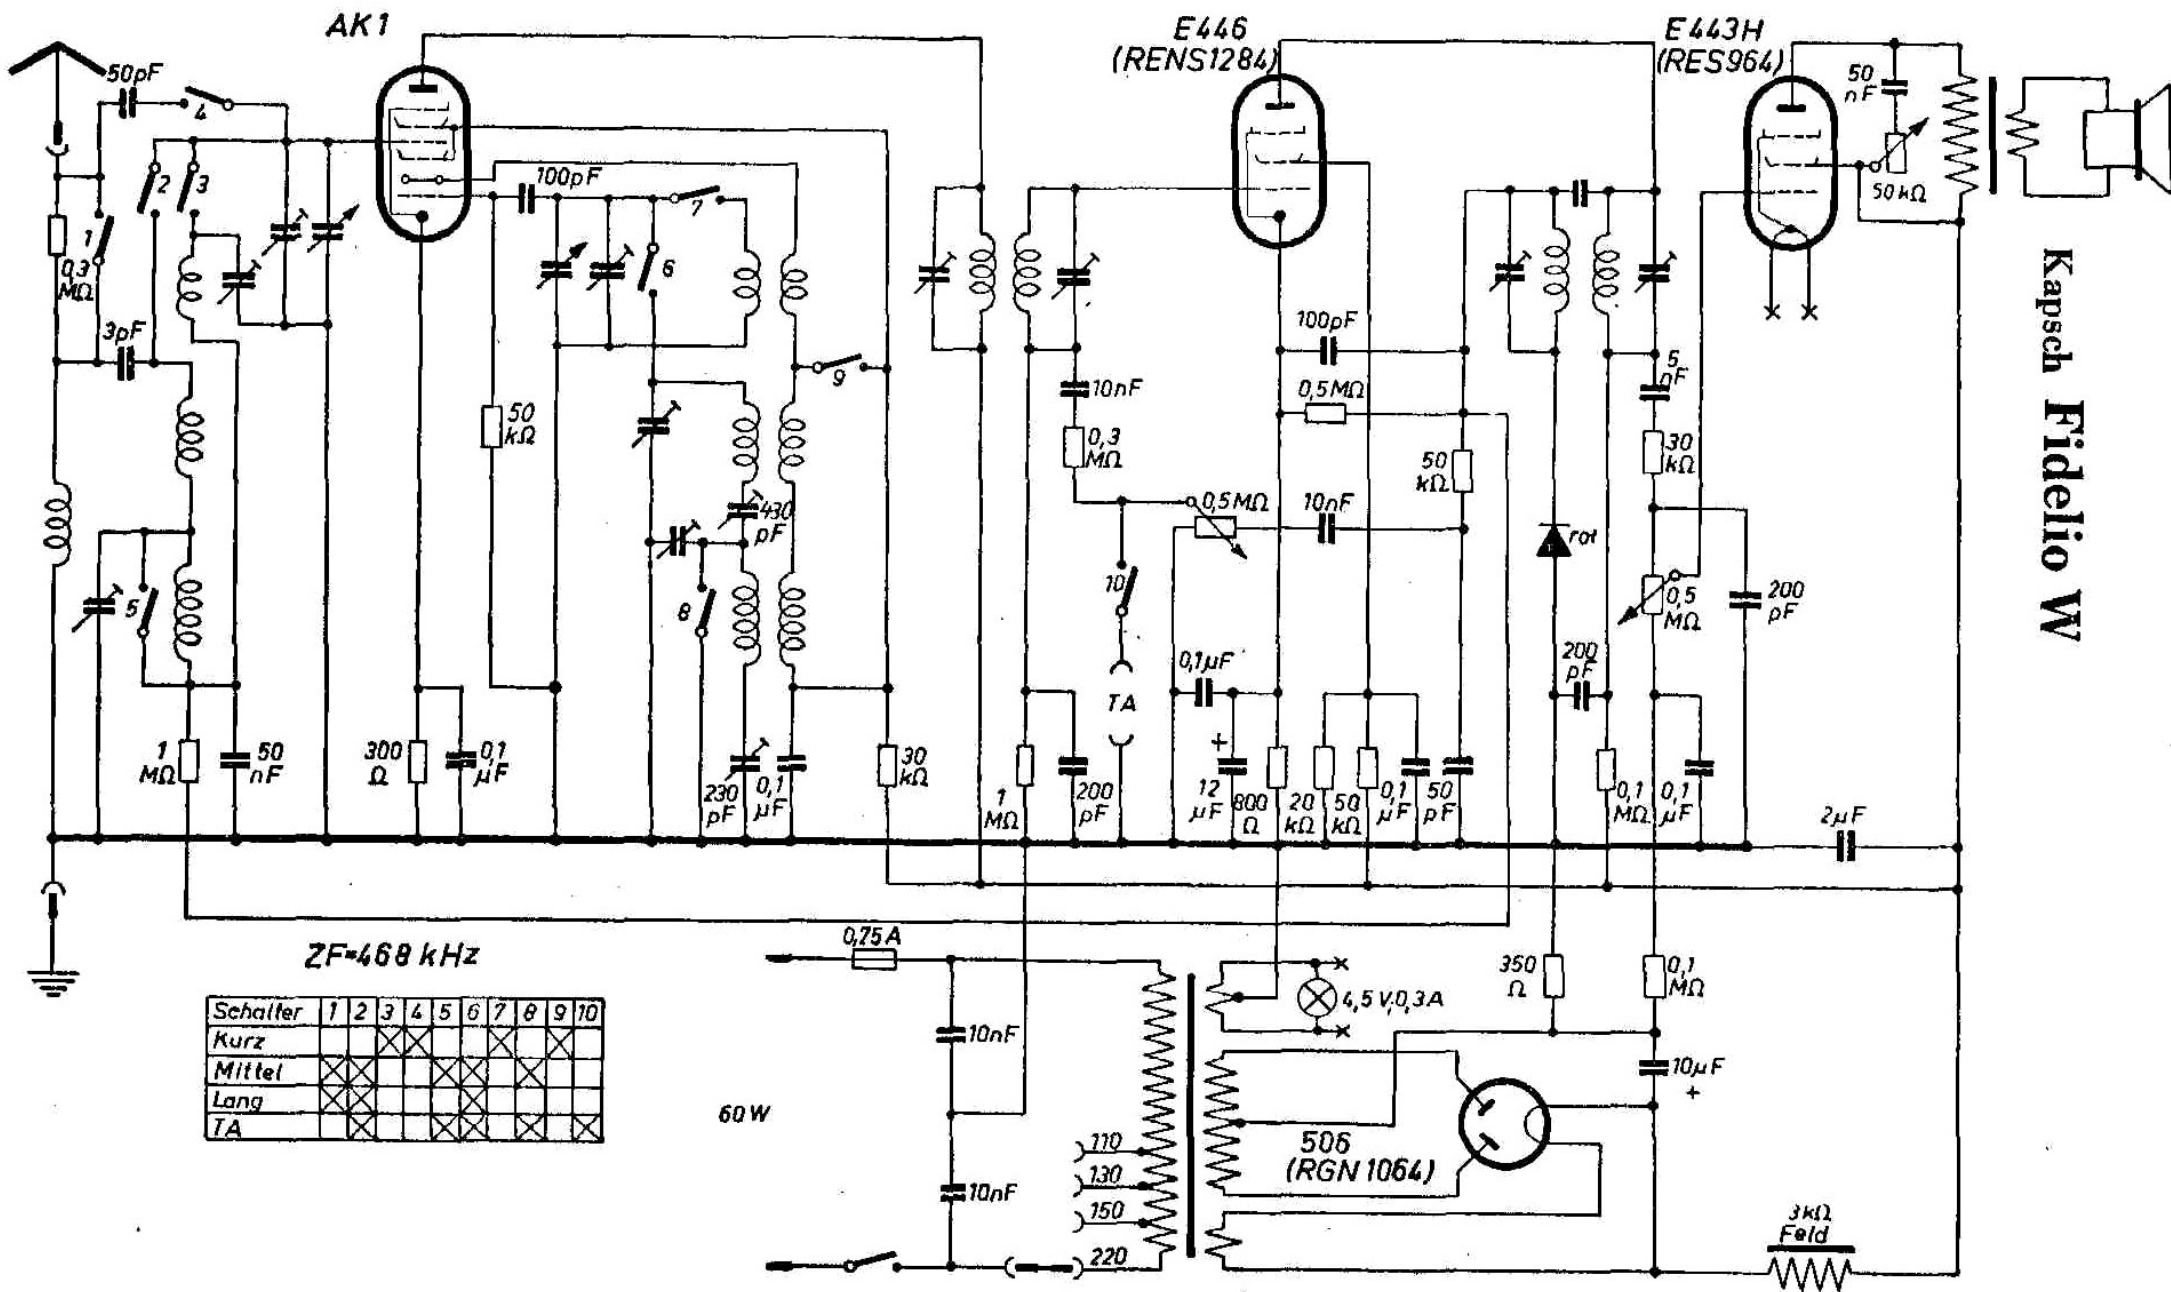 AK1
E446
(RENS1284)
E443H
(RES964)
50pF
4
2
3
1
0,3
MΩ
3pF
5
1
MΩ
50
nF
300
Ω
0,1
µF
100pF
50
kΩ
7
6
9
430
pF
8
230
pF
0,1
µF
30
kΩ
10nF
0,3
MΩ
0,5MΩ
10nF
10
TA
1
MΩ
200
pF
0,1µF
+
12
µF
800
Ω
20
kΩ
50
kΩ
0,1
µF
50
pF
100pF
0,5MΩ
50
kΩ
rot
200
pF
0,1
MΩ
0,1
µF
5
nF
30
kΩ
0,5
MΩ
200
pF
50
nF
50kΩ
2µF
350
Ω
0,1
MΩ
10µF
+
3kΩ
Feld
Kapsch Fidelio W
ZF=468 kHz
Schalter 1 2 3 4 5 6 7 8 9 10
Kurz
Mittel
Lang
TA
60W
0,75A
10nF
10nF
110
130
150
220
4,5V,0,3A
506
(RGN1064)